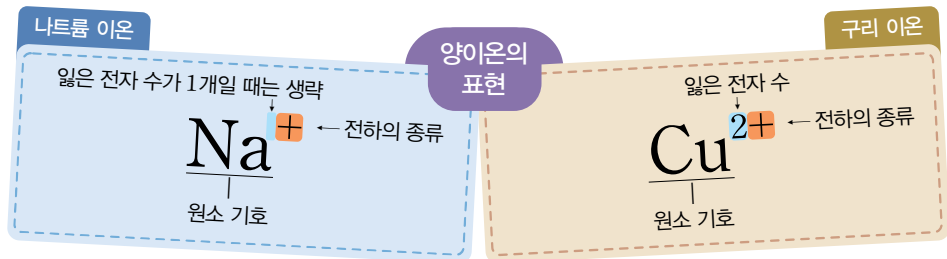 나트륨 이온
잃은 전자 수가 1개일 때는 생략
Na+
전하의 종류
원소 기호
양이온의
표현
구리 이온
잃은 전자 수
Cu2+
전하의 종류
원소 기호